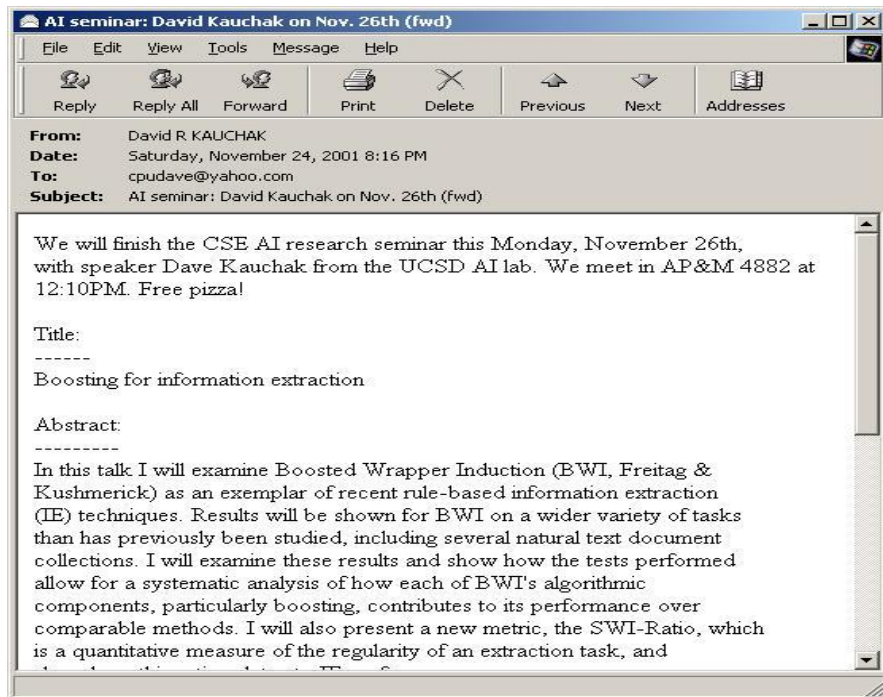 AI seminar: David Kauchak on Nov. 26th (fwd)
File Edit View Tools Message Help
Reply Reply All Forward Print Delete Previous Next Addresses
From: David R KAUCHAK
Date: Saturday, November 24, 2001 8:16 PM
To: cpudave@yahoo.com
Subject: AI seminar: David Kauchak on Nov. 26th (fwd)
We will finish the CSE AI research seminar this Monday, November 26th,
with speaker Dave Kauchak from the UCSD AI lab. We meet in AP&M 4882 at
12:10PM. Free pizza!
Title:
------
Boosting for information extraction
Abstract:
---------
In this talk I will examine Boosted Wrapper Induction (BWI, Freitag &
Kushmerick) as an exemplar of recent rule-based information extraction
(IE) techniques. Results will be shown for BWI on a wider variety of tasks
than has previously been studied, including several natural text document
collections. I will examine these results and show how the tests performed
allow for a systematic analysis of how each of BWI's algorithmic
components, particularly boosting, contributes to its performance over
comparable methods. I will also present a new metric, the SWI-Ratio, which
is a quantitative measure of the regularity of an extraction task, and